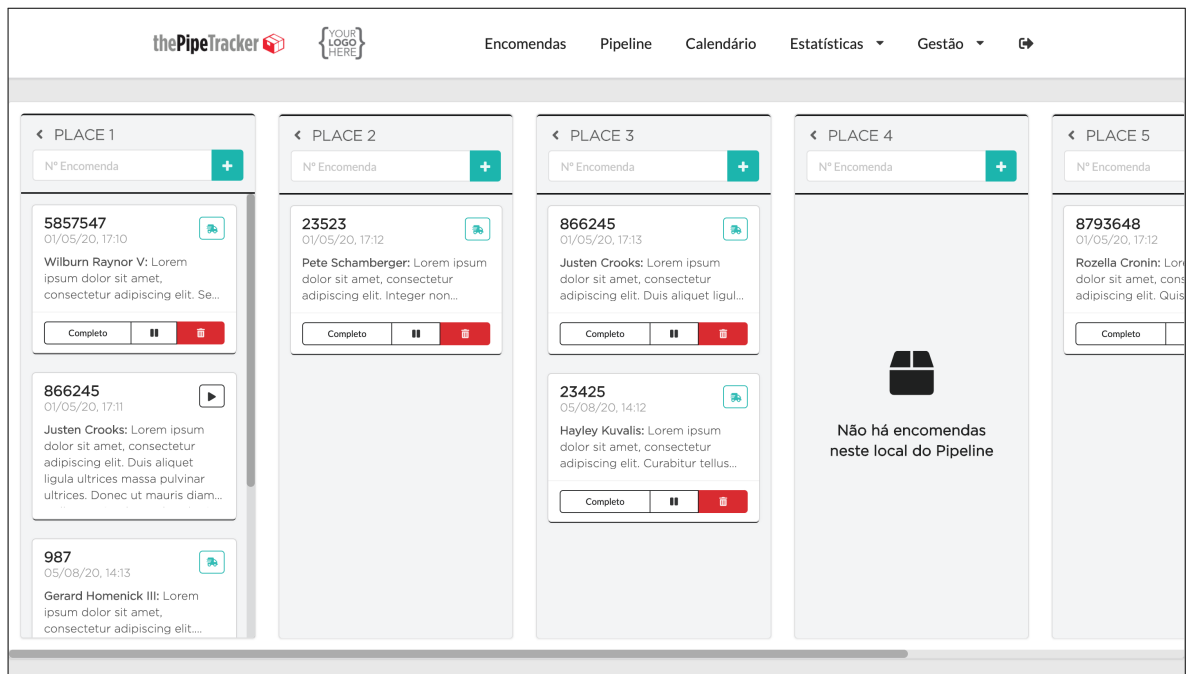 thePipeTracker
{YOUR
LOGO
HERE}
Encomendas Pipeline Calendário Estatísticas Gestão
PLACE 1
Nº Encomenda
5857547
01/05/20, 17:10
Wilburn Raynor V: Lorem
ipsum dolor sit amet,
consectetur adipiscing elit. Se...
Completo
866245
01/05/20, 17:11
Justen Crooks: Lorem ipsum
dolor sit amet, consectetur
adipiscing elit. Duis aliquet
ligula ultrices massa pulvinar
ultrices. Donec ut mauris diam...
987
05/08/20, 14:13
Gerard Homenick III: Lorem
ipsum dolor sit amet,
consectetur adipiscing elit....
PLACE 2
Nº Encomenda
23523
01/05/20, 17:12
Pete Schamberger: Lorem ipsum
dolor sit amet, consectetur
adipiscing elit. Integer non...
Completo
PLACE 3
Nº Encomenda
866245
01/05/20, 17:13
Justen Crooks: Lorem ipsum
dolor sit amet, consectetur
adipiscing elit. Duis aliquet ligul...
Completo
23425
05/08/20, 14:12
Hayley Kuvalis: Lorem ipsum
dolor sit amet, consectetur
adipiscing elit. Curabitur tellus...
Completo
PLACE 4
Nº Encomenda
Não há encomendas
neste local do Pipeline
PLACE 5
Nº Encomenda
8793648
01/05/20, 17:12
Rozella Cronin: Lore
dolor sit amet, cons
adipiscing elit. Quis
Completo